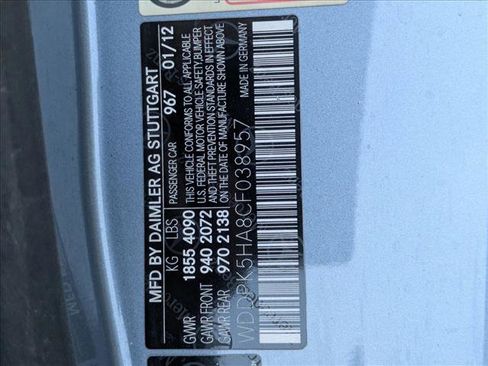 MFD BY DAIMLER AG STUTTGART
PASSENGER CAR 967 01/12
KG LBS
GVWR 1855 4090
GAWR FRONT 940 2072
GAWR REAR 970 2138
THIS VEHICLE CONFORMS TO ALL APPLICABLE
U.S. FEDERAL MOTOR VEHICLE SAFETY,BUMPER
AND THEFT PREVENTION STANDARDS IN EFFECT
ON THE DATE OF MANUFACTURE SHOWN ABOVE
WDDPK5HA8CF038957
MADE IN GERMANY